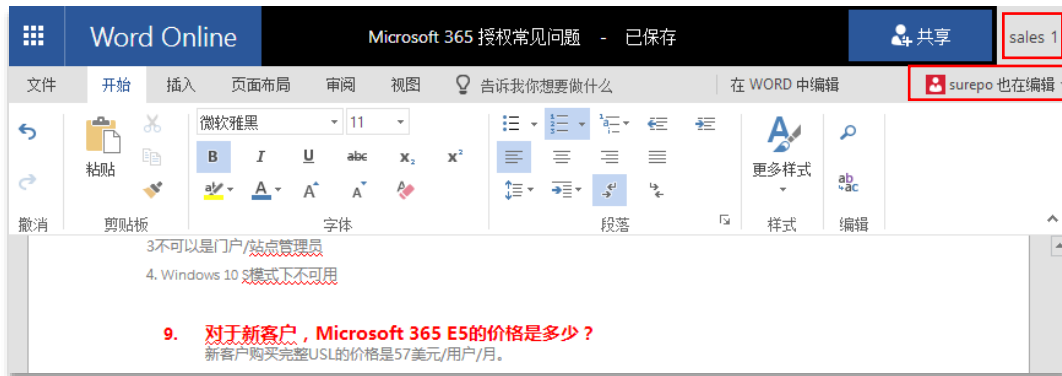 Word Online
Microsoft 365 授权常见问题 - 已保存
共享
sales 1
文件 开始 插入 页面布局 审阅 视图 告诉我你想要做什么 在 WORD 中编辑 surepo 也在编辑
微软雅黑 11
粘贴
B I U abc x₂ x²
更多样式
ab
ac
A A A
撤消 剪贴板 字体 段落 样式 编辑
3不可以是门户/站点管理员
4. Windows 10 S模式下不可用
9. 对于新客户，Microsoft 365 E5的价格是多少？
新客户购买完整USL的价格是57美元/用户/月。